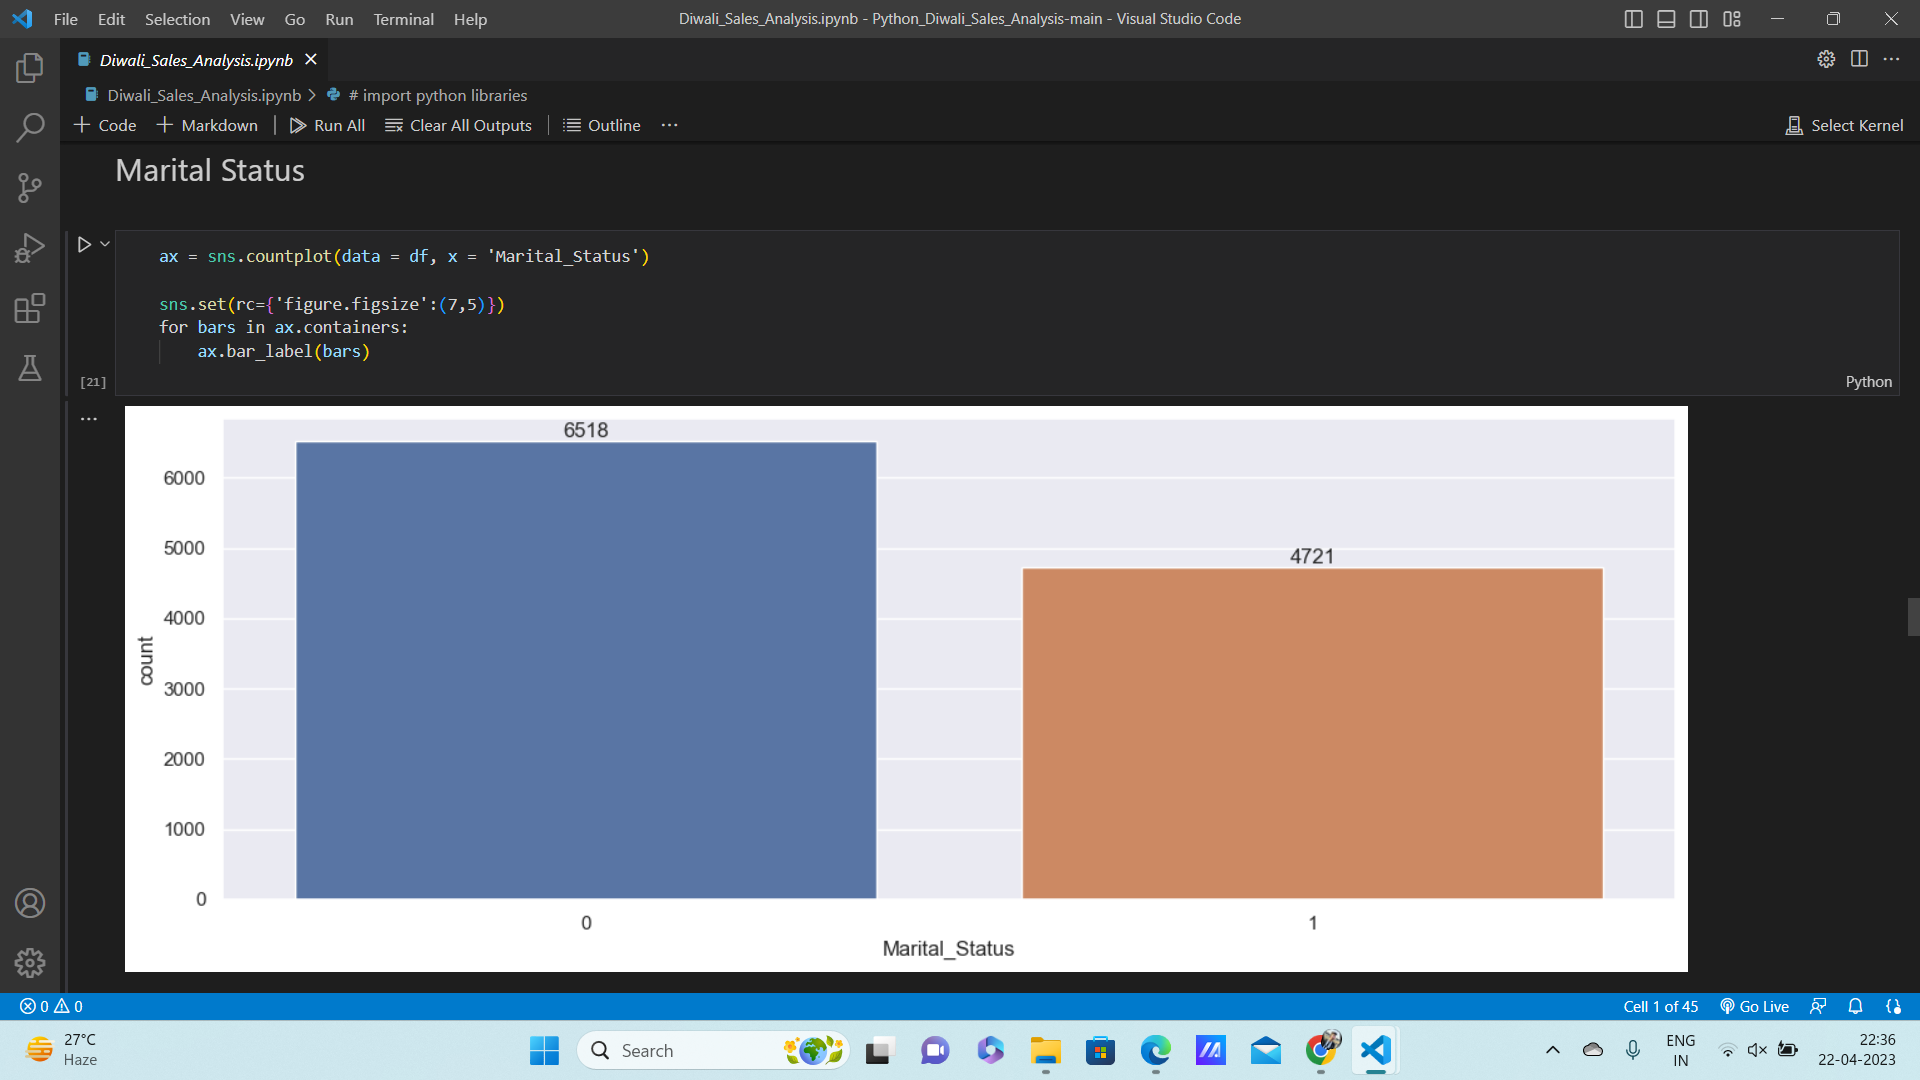 File Edit Selection View Go Run Terminal Help
Diwali_Sales_Analysis.ipynb - Python_Diwali_Sales_Analysis-main - Visual Studio Code
Diwali_Sales_Analysis.ipynb
Diwali_Sales_Analysis.ipynb > # import python libraries
+ Code + Markdown | Run All Clear All Outputs | Outline ...
Select Kernel
Marital Status
ax = sns.countplot(data = df, x = 'Marital_Status')
sns.set(rc={'figure.figsize':(7,5)})
for bars in ax.containers:
    ax.bar_label(bars)
[21]
Python
6518
4721
6000
5000
4000
3000
2000
1000
0
count
0 1
Marital_Status
0 0
Cell 1 of 45 Go Live
27°C
Haze
Search
ENG
IN
22:36
22-04-2023